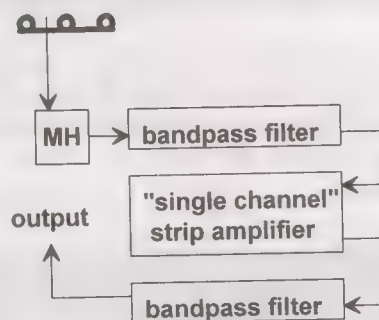 MH
bandpass filter
"single channel"
strip amplifier
output
bandpass filter